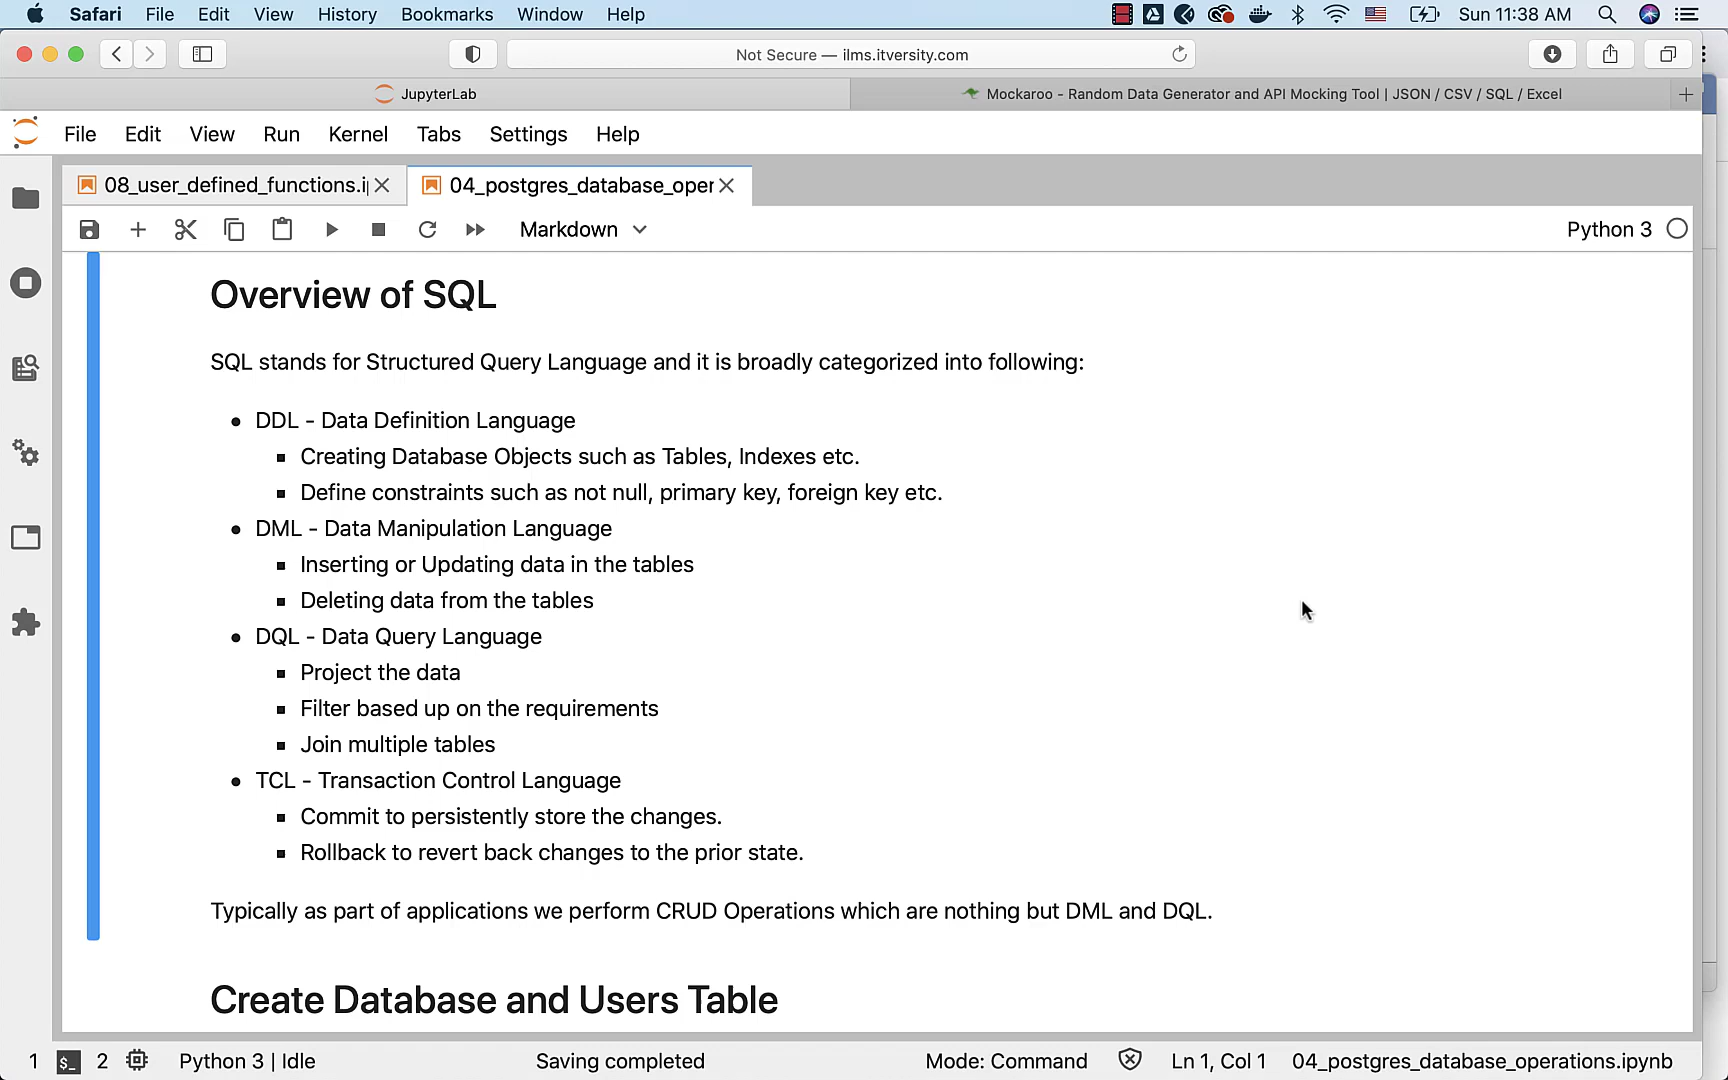 Safari File Edit View History Bookmarks Window Help Sun 11:38 AM
Not Secure — ilms.itversity.com
JupyterLab
Mockaroo - Random Data Generator and API Mocking Tool | JSON / CSV / SQL / Excel
File Edit View Run Kernel Tabs Settings Help
08_user_defined_functions.i
04_postgres_database_oper
Markdown
Python 3
Overview of SQL
SQL stands for Structured Query Language and it is broadly categorized into following:
• DDL - Data Definition Language
▪ Creating Database Objects such as Tables, Indexes etc.
▪ Define constraints such as not null, primary key, foreign key etc.
• DML - Data Manipulation Language
▪ Inserting or Updating data in the tables
▪ Deleting data from the tables
• DQL - Data Query Language
▪ Project the data
▪ Filter based up on the requirements
▪ Join multiple tables
• TCL - Transaction Control Language
▪ Commit to persistently store the changes.
▪ Rollback to revert back changes to the prior state.
Typically as part of applications we perform CRUD Operations which are nothing but DML and DQL.
Create Database and Users Table
1 $_ 2 Python 3 | Idle Saving completed Mode: Command Ln 1, Col 1 04_postgres_database_operations.ipynb